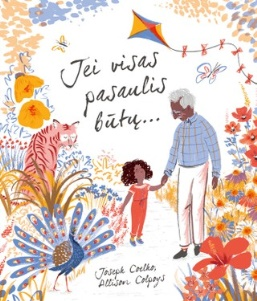 Jei visas
pasaulis
būtų...
Joseph Coelho,
Allison Colpoys